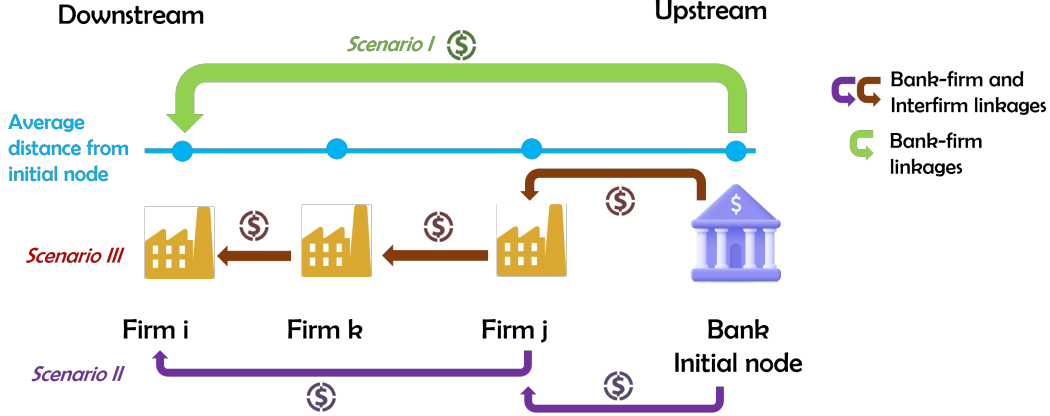 Downstream
Upstream
Scenario I
$
Bank-firm and
Interfirm linkages
Average
distance from
initial node
Bank-firm
linkages
$
$
$
$
Scenario III
Firm i
Firm k
Firm j
Bank
Initial node
Scenario II
$
$